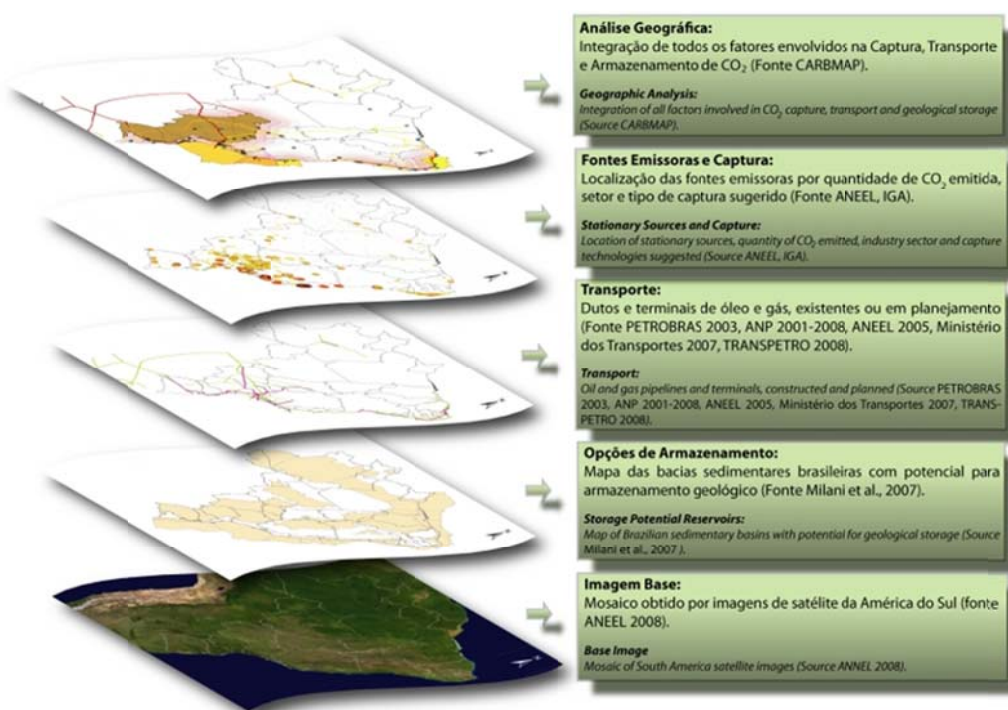 Análise Geográfica:
Integração de todos os fatores envolvidos na Captura, Transporte
e Armazenamento de CO₂ (Fonte CARBMAP).
Geographic Analysis:
Integration of all factors involved in CO₂ capture, transport and geological storage
(Source CARBMAP).
Fontes Emissoras e Captura:
Localização das fontes emissoras por quantidade de CO₂ emitida,
setor e tipo de captura sugerido (Fonte ANEEL, IGA).
Stationary Sources and Capture:
Location of stationary sources, quantity of CO₂ emitted, industry sector and capture
technologies suggested (Source ANEEL, IGA).
Transporte:
Dutos e terminais de óleo e gás, existentes ou em planejamento
(Fonte PETROBRAS 2003, ANP 2001-2008, ANEEL 2005, Ministério
dos Transportes 2007, TRANSPETRO 2008).
Transport:
Oil and gas pipelines and terminals, constructed and planned (Source PETROBRAS
2003, ANP 2001-2008, ANEEL 2005, Ministério dos Transportes 2007, TRANS-
PETRO 2008).
Opções de Armazenamento:
Mapa das bacias sedimentares brasileiras com potencial para
armazenamento geológico (Fonte Milani et al., 2007).
Storage Potential Reservoirs:
Map of Brazilian sedimentary basins with potential for geological storage (Source
Milani et al., 2007 ).
Imagem Base:
Mosaico obtido por imagens de satélite da América do Sul (fonte
ANEEL 2008).
Base Image
Mosaic of South America satellite images (Source ANNEL 2008).